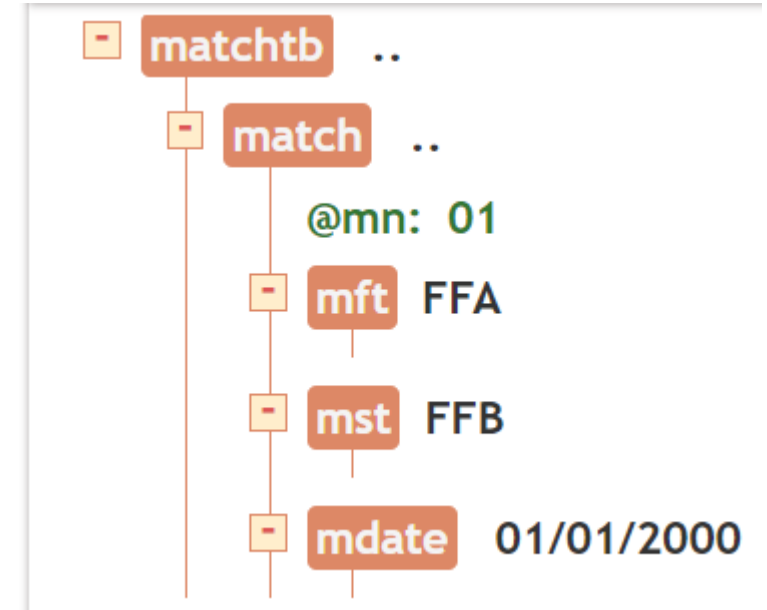 - matchtb ..
- match ..
@mn: 01
- mft FFA
- mst FFB
- mdate 01/01/2000